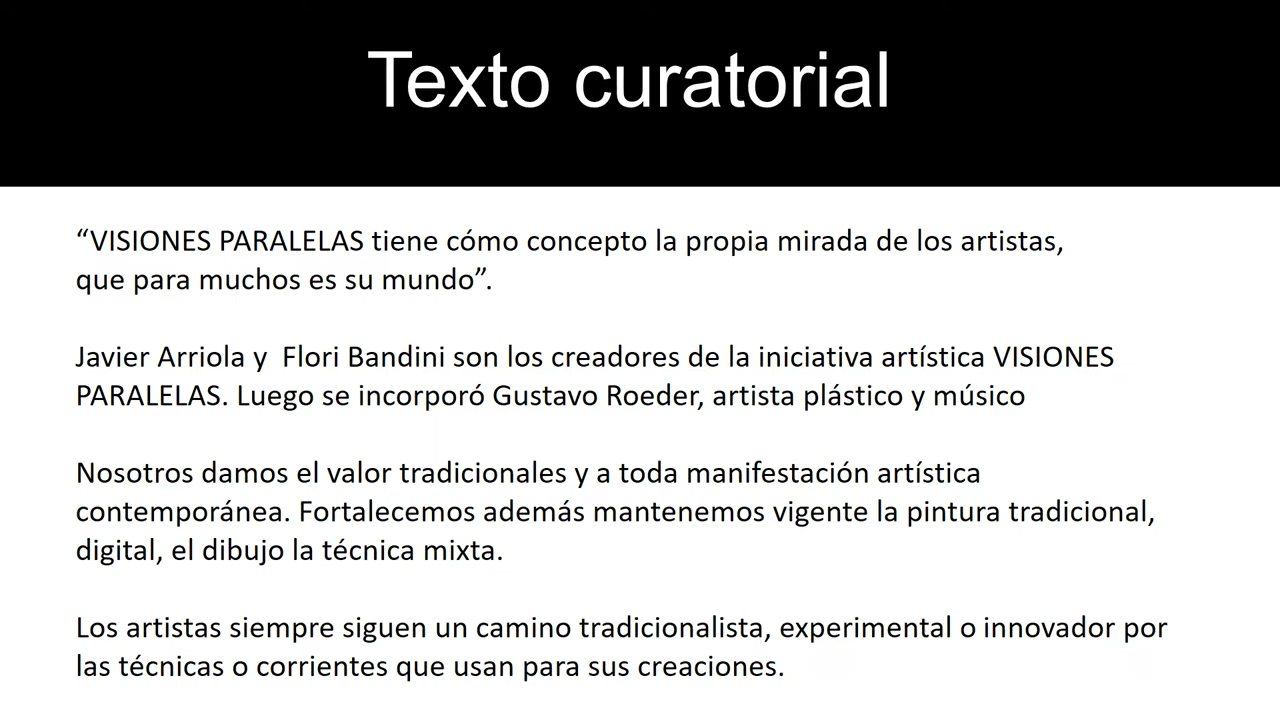 Texto curatorial
“VISIONES PARALELAS tiene cómo concepto la propia mirada de los artistas,
que para muchos es su mundo”.
Javier Arriola y  Flori Bandini son los creadores de la iniciativa artística VISIONES
PARALELAS. Luego se incorporó Gustavo Roeder, artista plástico y músico
Nosotros damos el valor tradicionales y a toda manifestación artística
contemporánea. Fortalecemos además mantenemos vigente la pintura tradicional,
digital, el dibujo la técnica mixta.
Los artistas siempre siguen un camino tradicionalista, experimental o innovador por
las técnicas o corrientes que usan para sus creaciones.